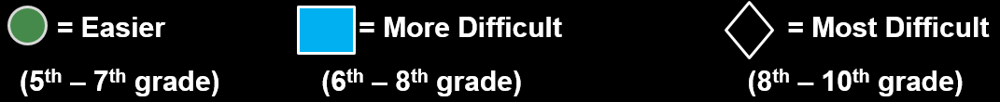 = Easier = More Difficult = Most Difficult
(5th – 7th grade) (6th – 8th grade) (8th – 10th grade)